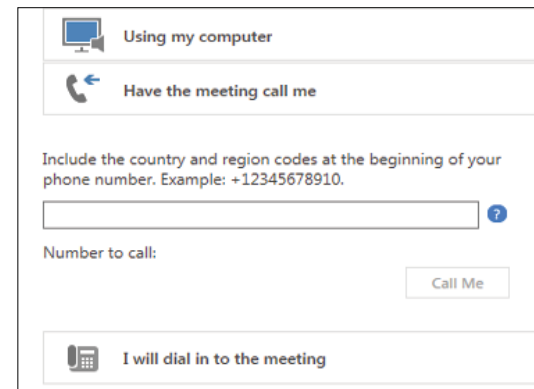 Using my computer
Have the meeting call me
Include the country and region codes at the beginning of your
phone number. Example: +12345678910.
?
Number to call:
Call Me
I will dial in to the meeting